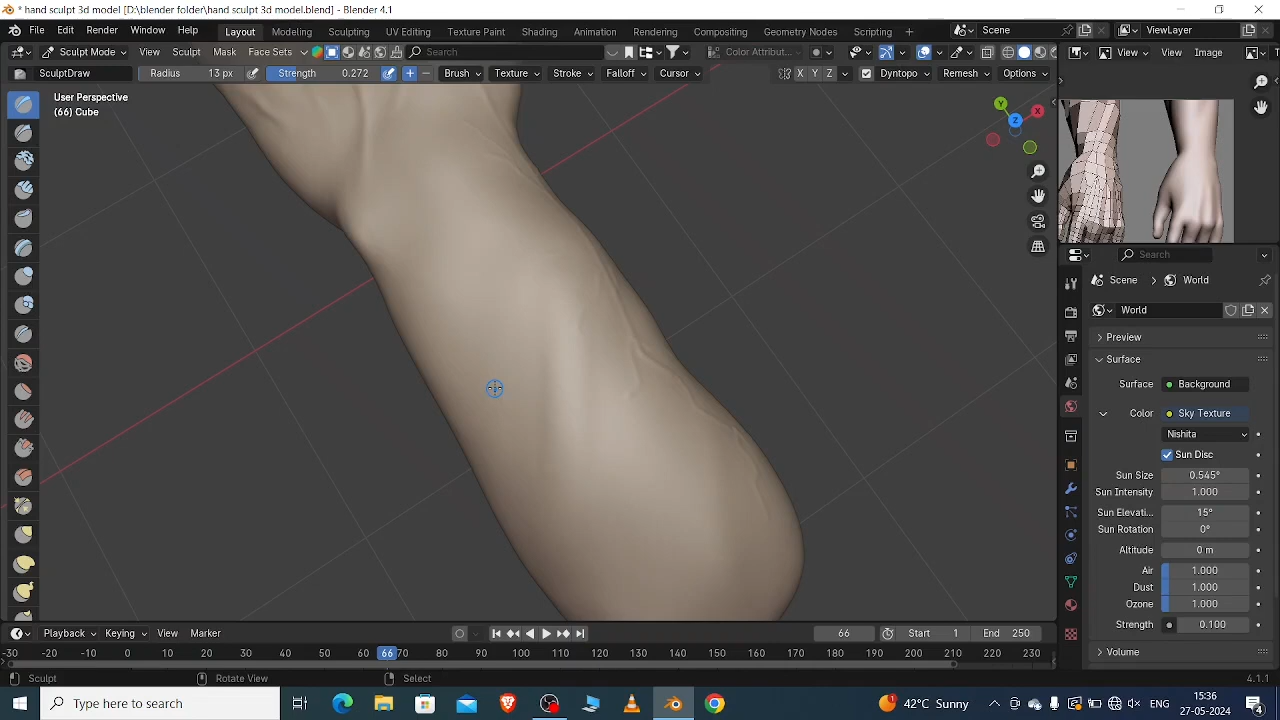 * hand sculpt 3d model [D:\blender folder\hand sculpt 3d model.blend] - Blender 4.1
File Edit Render Window Help Layout Modeling Sculpting UV Editing Texture Paint Shading Animation Rendering Compositing Geometry Nodes Scripting + Scene ViewLayer
Sculpt Mode View Sculpt Mask Face Sets Search Color Attribut... View View Image
SculptDraw Radius 13 px Strength 0.272 Brush Texture Stroke Falloff Cursor X Y Z Dyntopo Remesh Options
User Perspective
(66) Cube
Y X Z
Search
Scene World
World
Preview
Surface
Surface Background
Color Sky Texture
Nishita
Sun Disc
Sun Size 0.545°
Sun Intensity 1.000
Sun Elevati... 15°
Sun Rotation 0°
Altitude 0 m
Air 1.000
Dust 1.000
Ozone 1.000
Strength 0.100
Volume
Playback Keying View Marker 66 Start 1 End 250
-30 -20 -10 0 10 20 30 40 50 66 70 80 90 100 110 120 130 140 150 160 170 180 190 200 210 220 230
Sculpt Rotate View Select 4.1.1
Type here to search 1 42°C Sunny ENG 15:36 27-05-2024 4